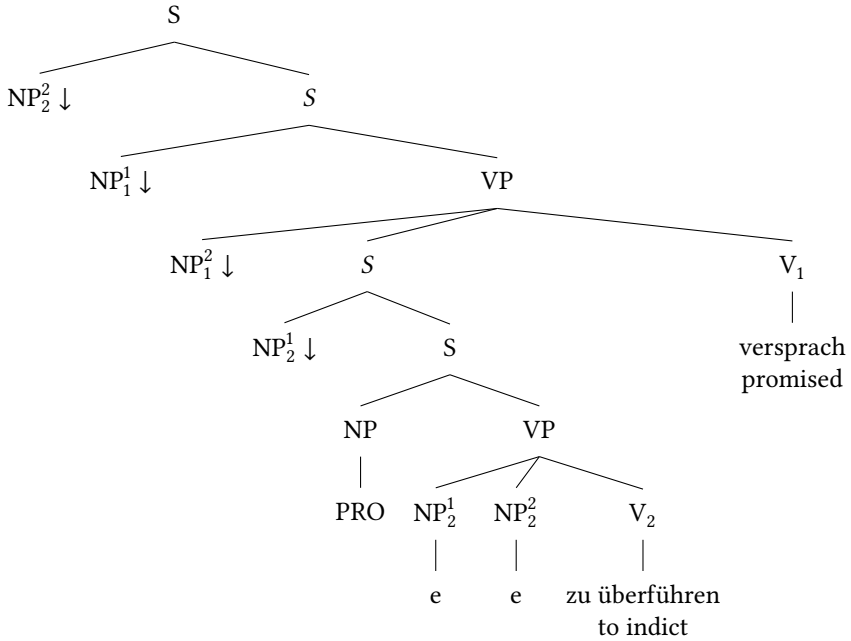 S
NP₂² ↓ S
NP₁¹ ↓ VP
NP₁² ↓ S V₁
NP₂¹ ↓ S versprach
promised
NP VP
PRO NP₂¹ NP₂² V₂
e e zu überführen
to indict